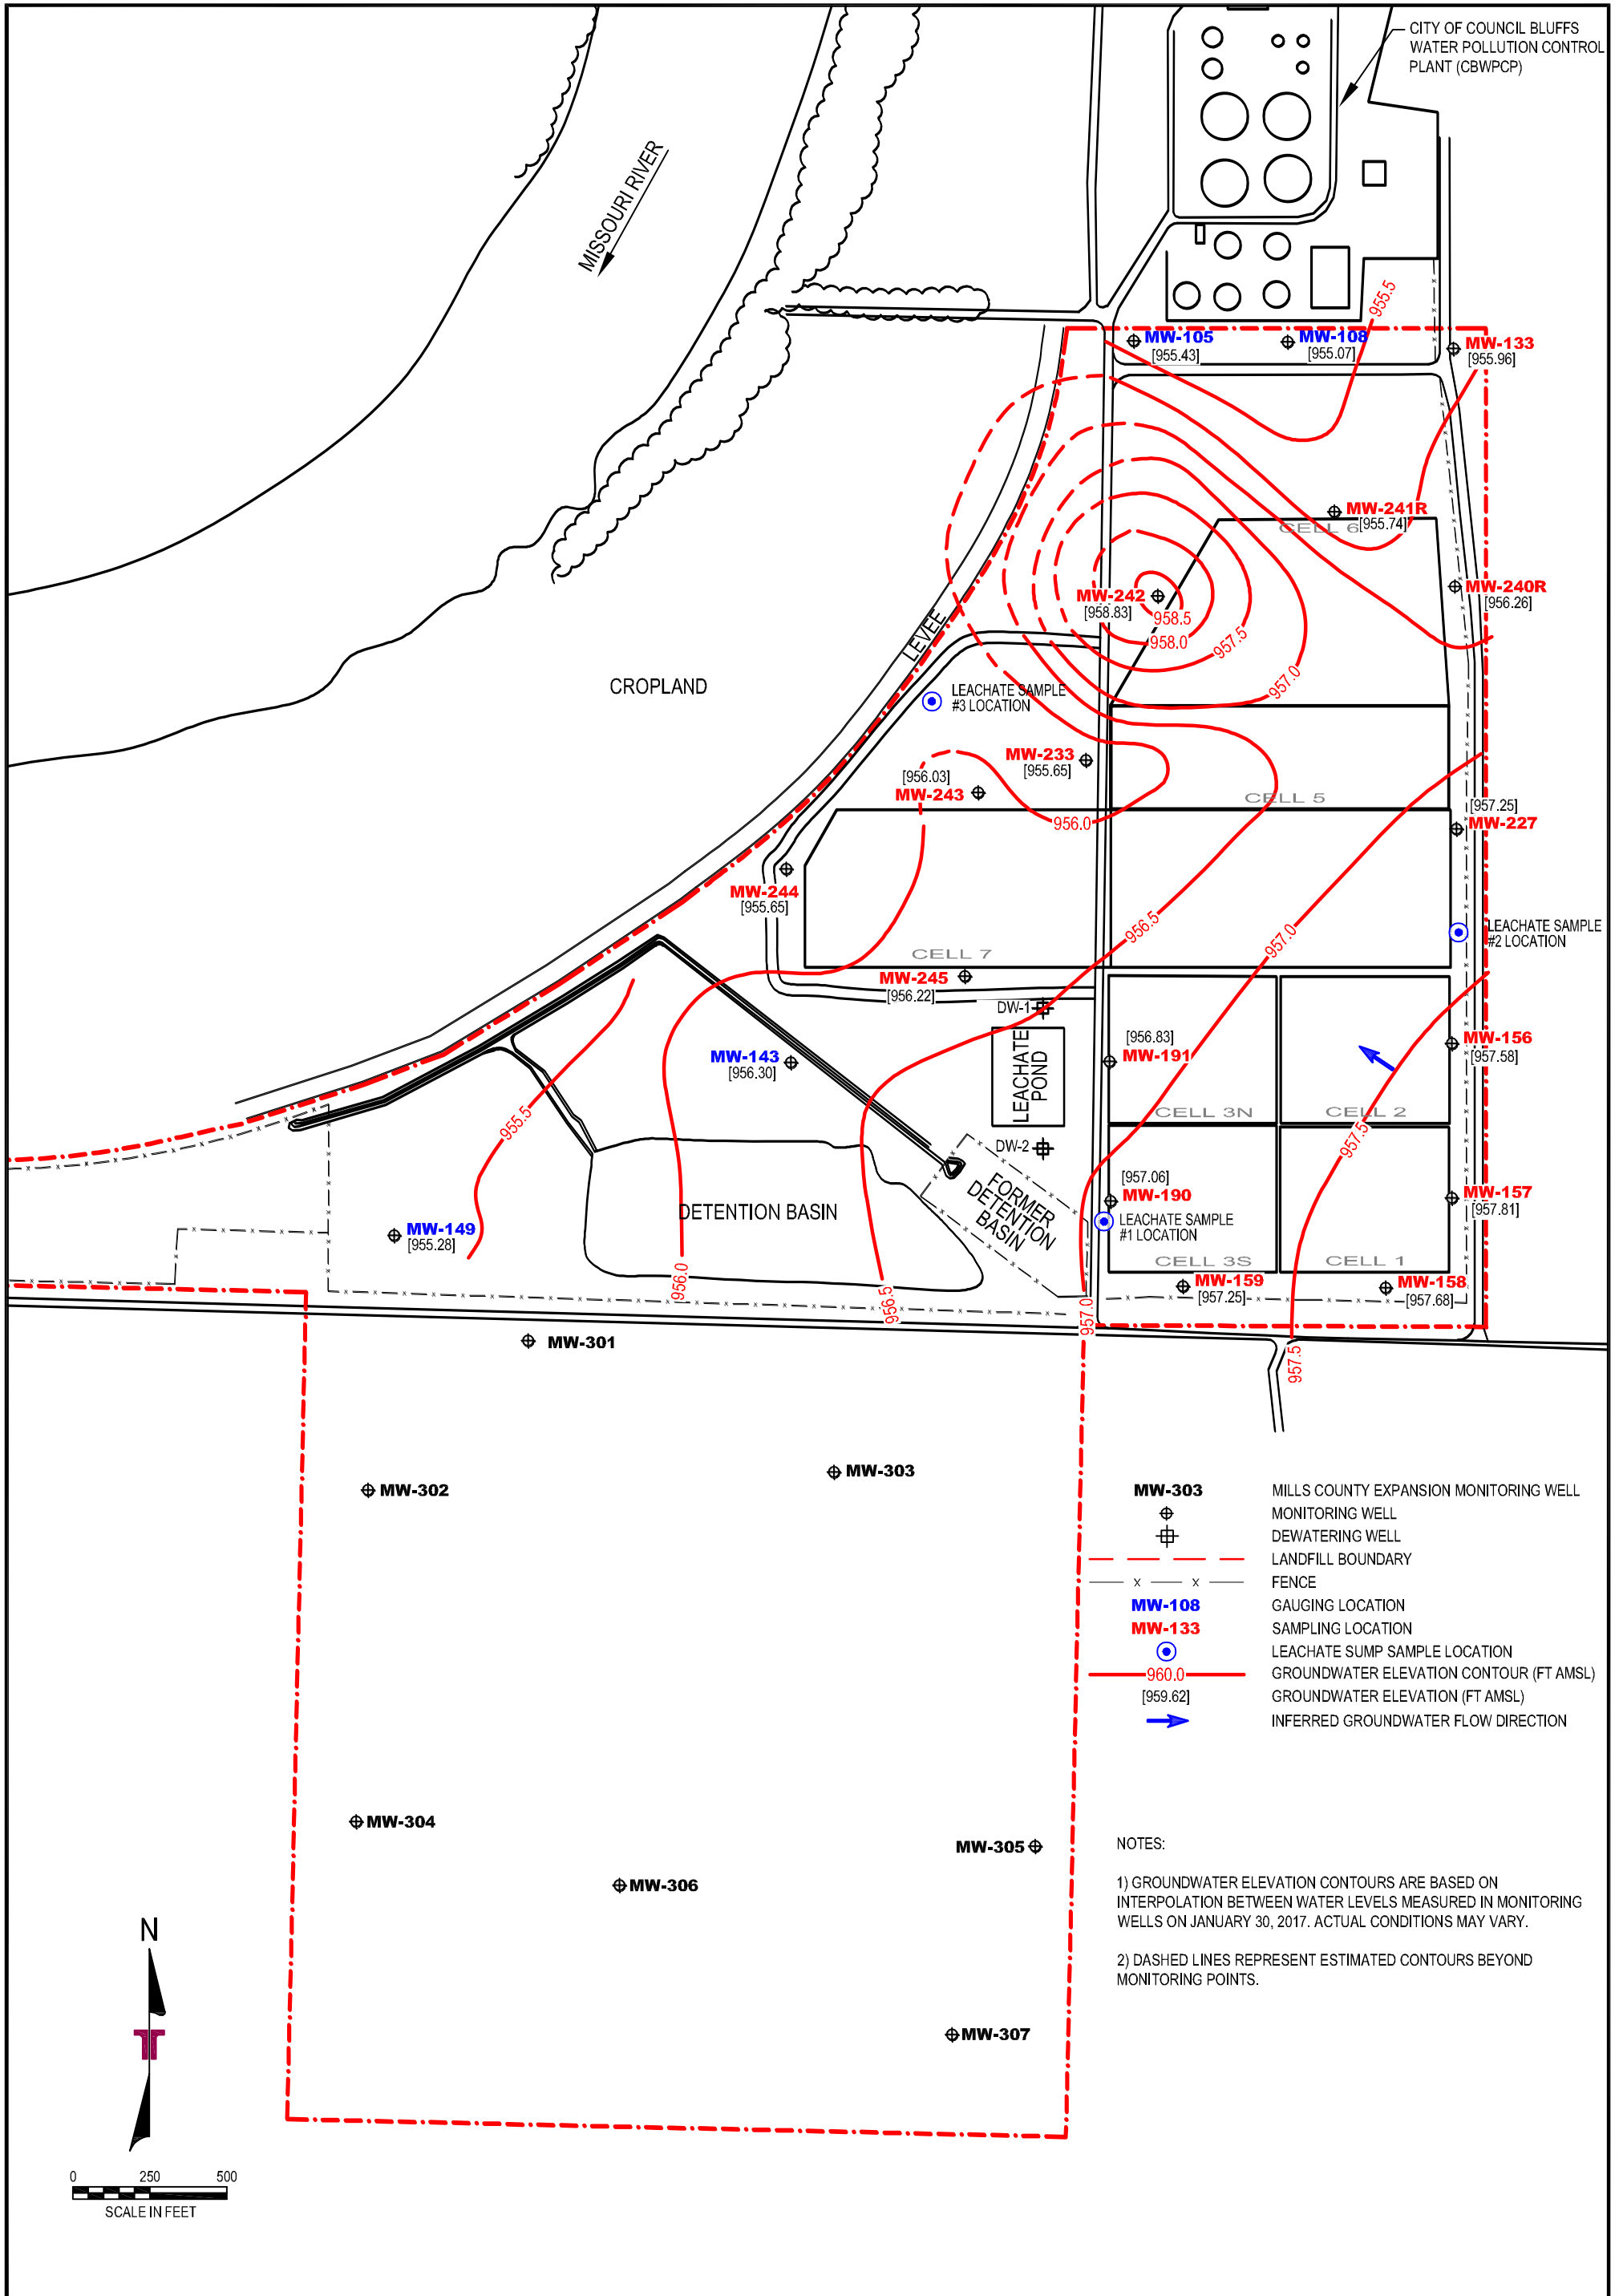 CITY OF COUNCIL BLUFFS
WATER POLLUTION CONTROL
PLANT (CBWPCP)
MISSOURI RIVER
955.5
MW-105
[955.43]
MW-108
[955.07]
MW-133
[955.96]
MW-241R
[955.74]
CELL 6
MW-240R
[956.26]
MW-242
[958.83]
958.5
958.0
957.5
957.0
LEVEE
CROPLAND
LEACHATE SAMPLE
#3 LOCATION
MW-233
[955.65]
[956.03]
MW-243
956.0
CELL 5
[957.25]
MW-227
MW-244
[955.65]
956.5
957.0
LEACHATE SAMPLE
#2 LOCATION
CELL 7
MW-245
[956.22]
DW-1
LEACHATE
POND
[956.83]
MW-191
MW-156
[957.58]
MW-143
[956.30]
955.5
CELL 3N
CELL 2
957.5
DW-2
[957.06]
MW-190
LEACHATE SAMPLE
#1 LOCATION
MW-157
[957.81]
FORMER
DETENTION
BASIN
DETENTION BASIN
MW-149
[955.28]
CELL 3S
CELL 1
MW-159
[957.25]
MW-158
[957.68]
956.0
956.5
957.0
957.5
MW-301
MW-302
MW-303
MW-303 MILLS COUNTY EXPANSION MONITORING WELL
MONITORING WELL
DEWATERING WELL
LANDFILL BOUNDARY
x x FENCE
MW-108 GAUGING LOCATION
MW-133 SAMPLING LOCATION
LEACHATE SUMP SAMPLE LOCATION
960.0 GROUNDWATER ELEVATION CONTOUR (FT AMSL)
[959.62] GROUNDWATER ELEVATION (FT AMSL)
INFERRED GROUNDWATER FLOW DIRECTION
MW-304
MW-305
MW-306
MW-307
NOTES:
1) GROUNDWATER ELEVATION CONTOURS ARE BASED ON
INTERPOLATION BETWEEN WATER LEVELS MEASURED IN MONITORING
WELLS ON JANUARY 30, 2017. ACTUAL CONDITIONS MAY VARY.
2) DASHED LINES REPRESENT ESTIMATED CONTOURS BEYOND
MONITORING POINTS.
N
0 250 500
SCALE IN FEET